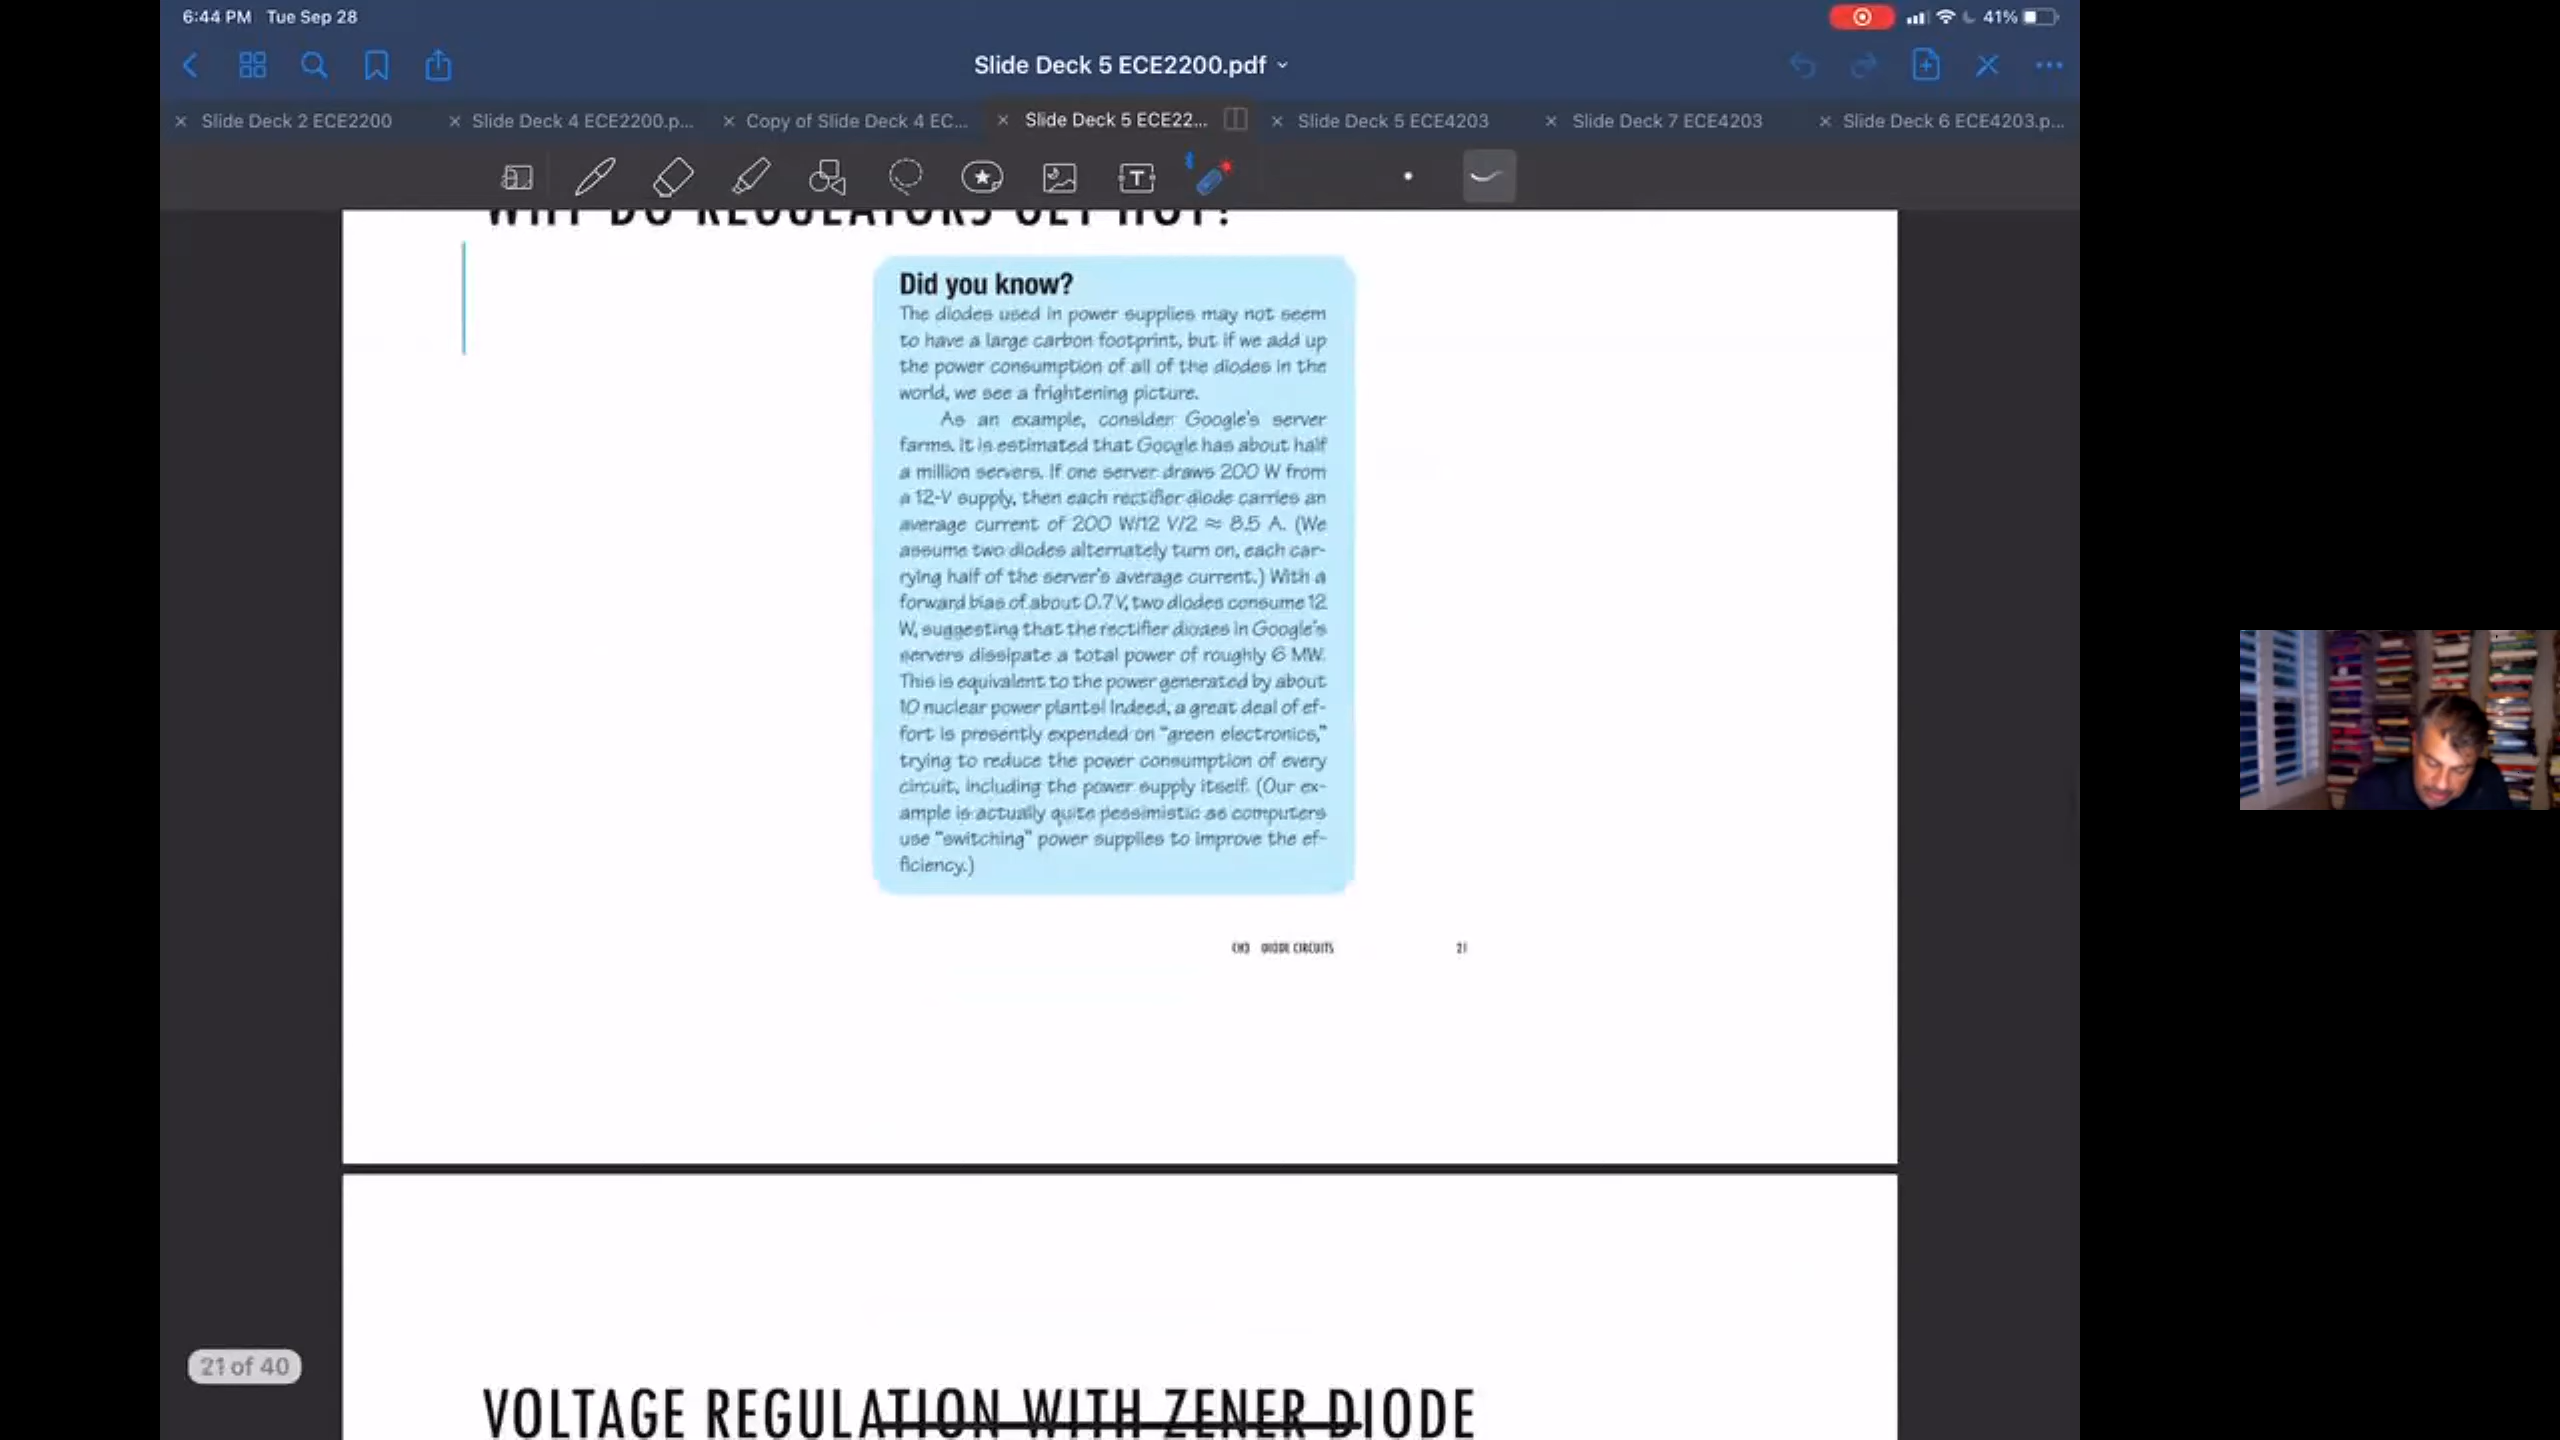 6:44 PM Tue Sep 28
41%
Slide Deck 5 ECE2200.pdf
Slide Deck 2 ECE2200
Slide Deck 4 ECE2200.p...
Copy of Slide Deck 4 EC...
Slide Deck 5 ECE22...
Slide Deck 5 ECE4203
Slide Deck 7 ECE4203
Slide Deck 6 ECE4203.p...
WHY DO REGULATORS GET HOT?
Did you know?
The diodes used in power supplies may not seem
to have a large carbon footprint, but if we add up
the power consumption of all of the diodes in the
world, we see a frightening picture.
As an example, consider Google's server
farms. It is estimated that Google has about half
a million servers. If one server draws 200 W from
a 12-V supply, then each rectifier diode carries an
average current of 200 W/12 V/2 ≈ 8.5 A. (We
assume two diodes alternately turn on, each car-
rying half of the server's average current.) With a
forward bias of about 0.7 V, two diodes consume 12
W, suggesting that the rectifier diodes in Google's
servers dissipate a total power of roughly 6 MW.
This is equivalent to the power generated by about
10 nuclear power plants! Indeed, a great deal of ef-
fort is presently expended on "green electronics,"
trying to reduce the power consumption of every
circuit, including the power supply itself. (Our ex-
ample is actually quite pessimistic as computers
use "switching" power supplies to improve the ef-
ficiency.)
CH3 DIODE CIRCUITS
21
21 of 40
VOLTAGE REGULATION WITH ZENER DIODE